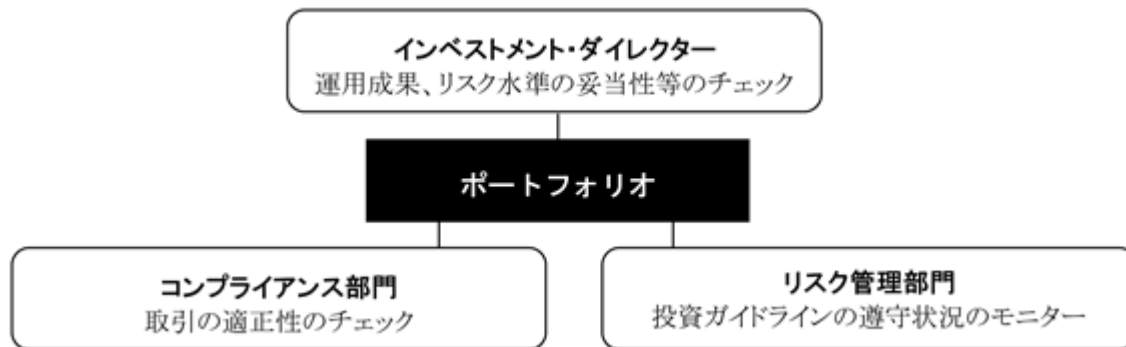 インベストメント・ダイレクター
運用成果、リスク水準の妥当性等のチェック
ポートフォリオ
コンプライアンス部門
取引の適正性のチェック
リスク管理部門
投資ガイドラインの遵守状況のモニター